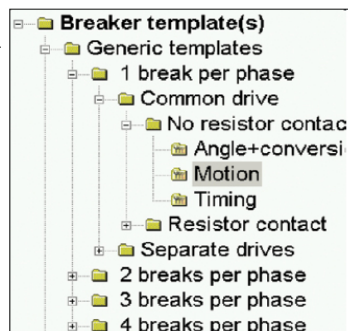 Breaker template(s)
Generic templates
1 break per phase
Common drive
No resistor contac
Angle+conversi
Motion
Timing
Resistor contact
Separate drives
2 breaks per phase
3 breaks per phase
4 breaks per phase